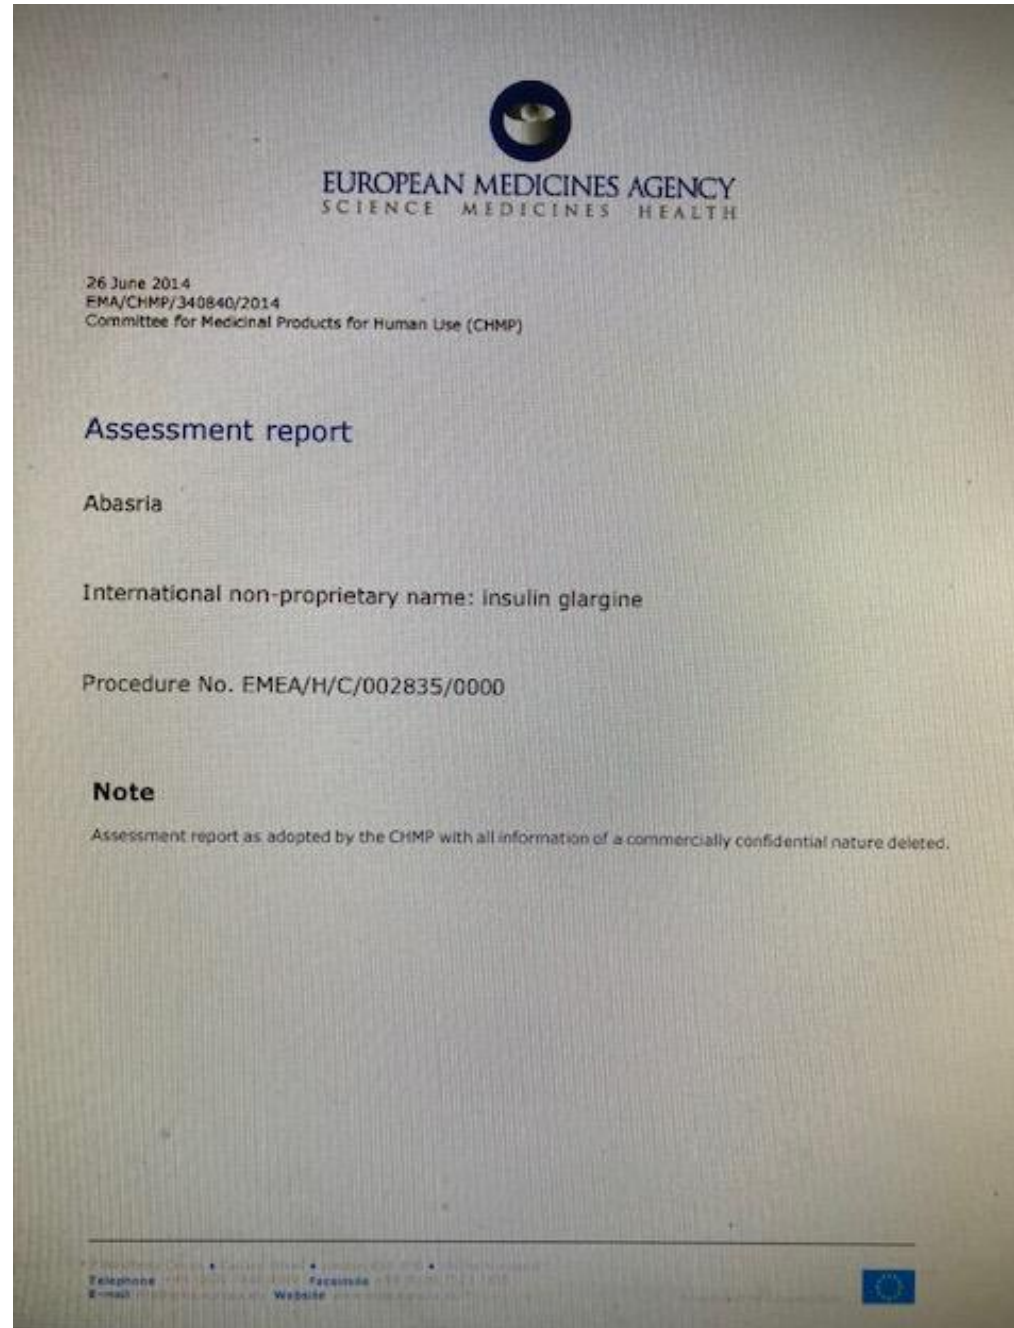 EUROPEAN MEDICINES AGENCY
SCIENCE MEDICINES HEALTH
26 June 2014
EMA/CHMP/340840/2014
Committee for Medicinal Products for Human Use (CHMP)
Assessment report
Abasria
International non-proprietary name: insulin glargine
Procedure No. EMEA/H/C/002835/0000
Note
Assessment report as adopted by the CHMP with all information of a commercially confidential nature deleted.
Telephone Facsimile
E-mail Website